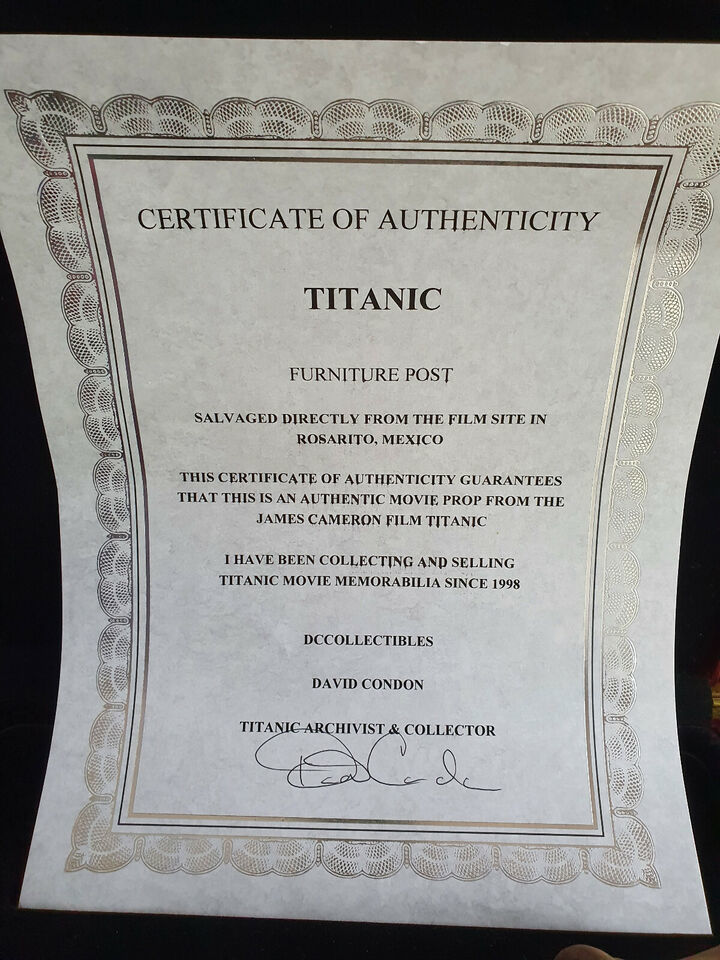 CERTIFICATE OF AUTHENTICITY
TITANIC
FURNITURE POST
SALVAGED DIRECTLY FROM THE FILM SITE IN
ROSARITO, MEXICO
THIS CERTIFICATE OF AUTHENTICITY GUARANTEES
THAT THIS IS AN AUTHENTIC MOVIE PROP FROM THE
JAMES CAMERON FILM TITANIC
I HAVE BEEN COLLECTING AND SELLING
TITANIC MOVIE MEMORABILIA SINCE 1998
DCCOLLECTIBLES
DAVID CONDON
TITANIC ARCHIVIST & COLLECTOR